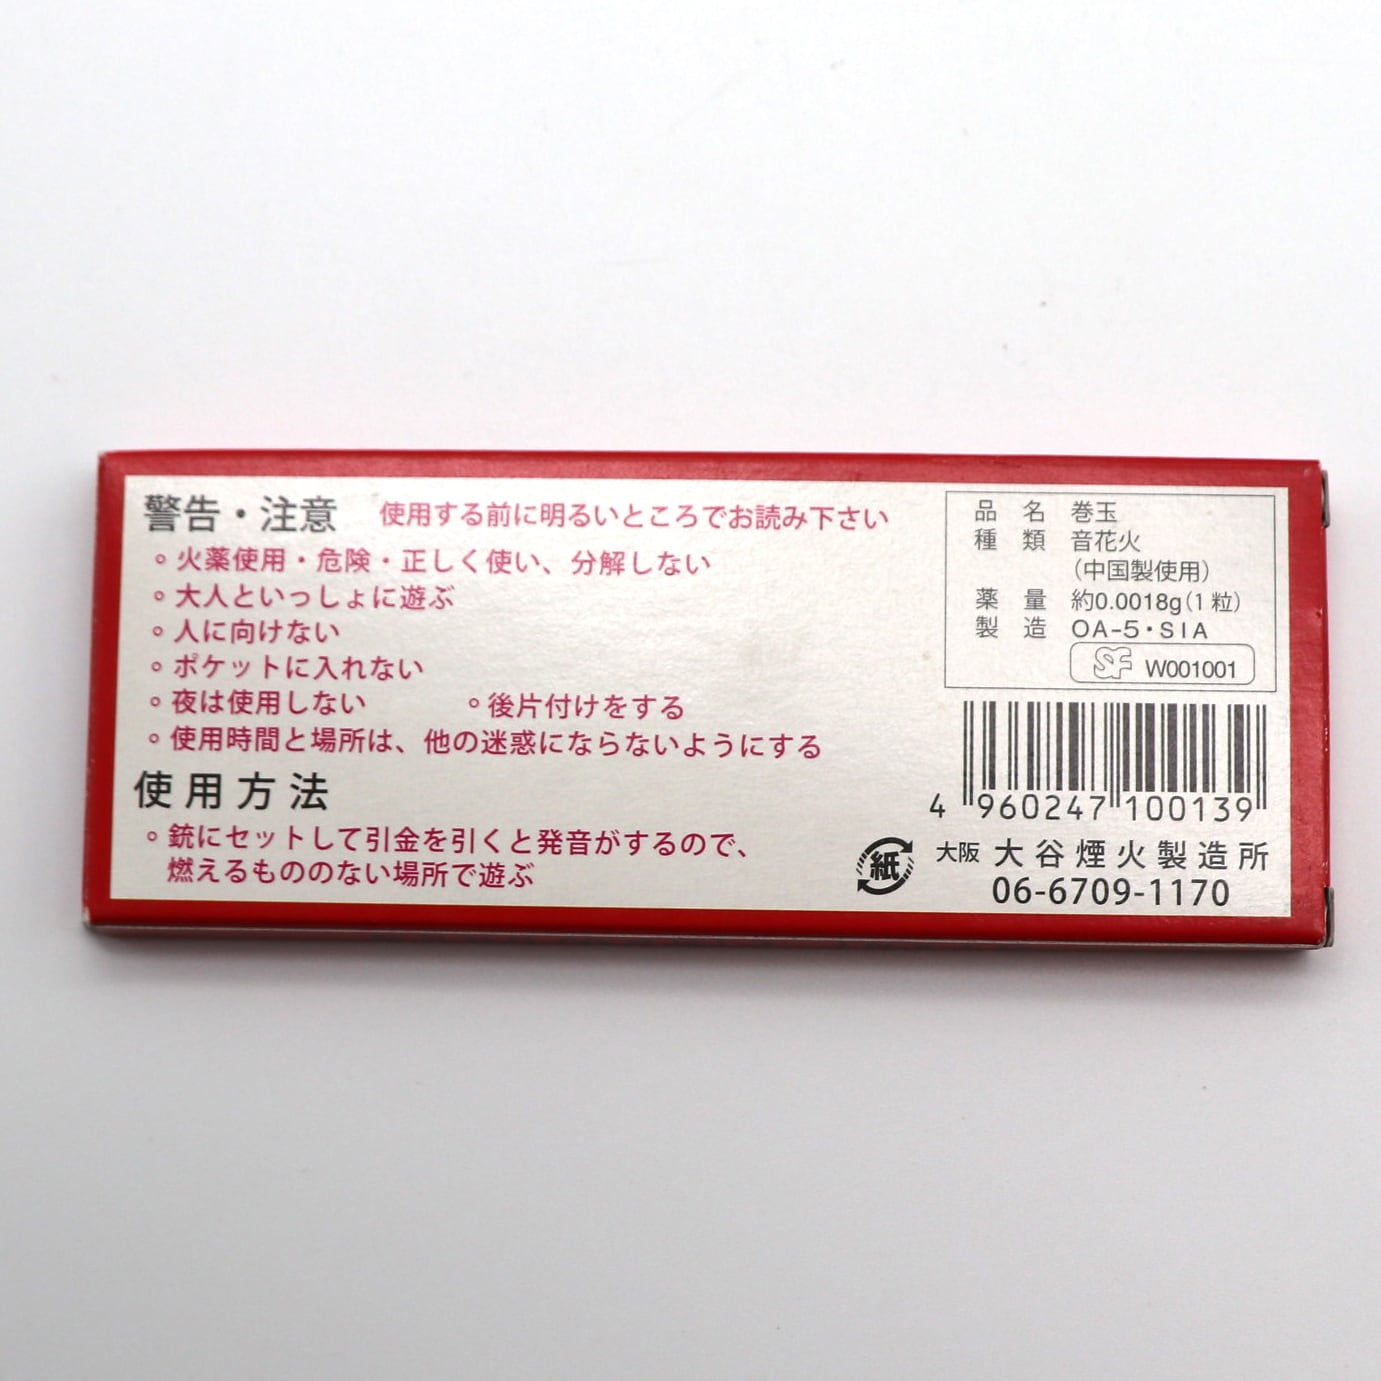 警告・注意 使用する前に明るいところでお読み下さい
。火薬使用・危険・正しく使い、分解しない
。大人といっしょに遊ぶ
。人に向けない
。ポケットに入れない
。夜は使用しない 。後片付けをする
。使用時間と場所は、他の迷惑にならないようにする
使用方法
。銃にセットして引金を引くと発音がするので、
燃えるもののない場所で遊ぶ
品名 巻玉
種類 音花火
（中国製使用）
薬量 約0.0018g（1粒）
製造 OA-5・SIA
SF W001001
4 960247 100139
紙 大阪 大谷煙火製造所
06-6709-1170